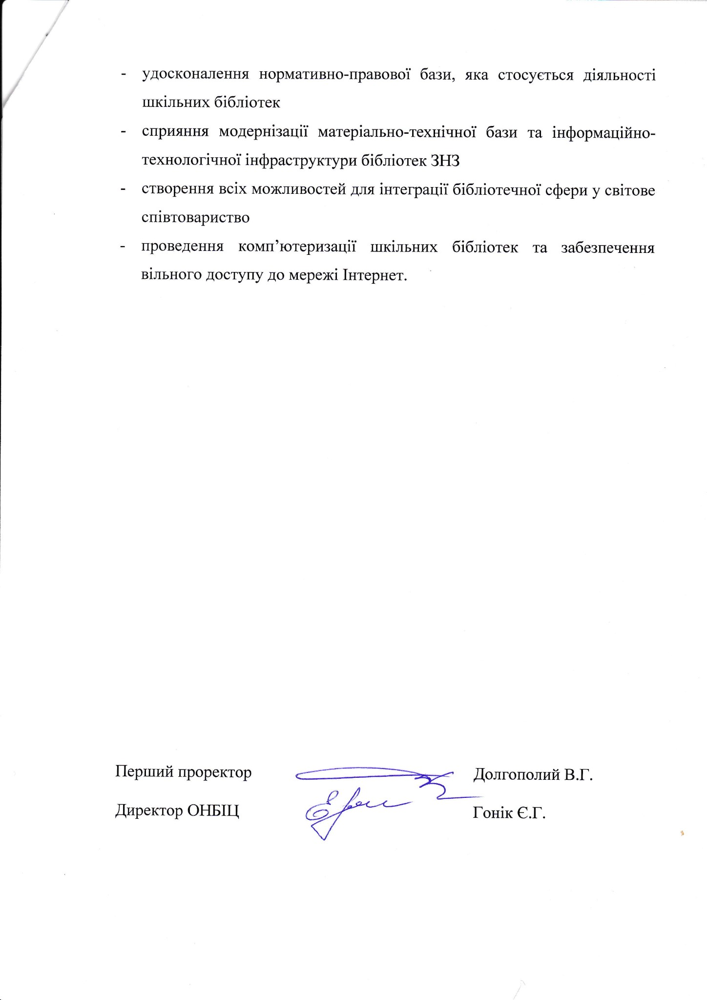 - удосконалення нормативно-правової бази, яка стосується діяльності
шкільних бібліотек
- сприяння модернізації матеріально-технічної бази та інформаційно-
технологічної інфраструктури бібліотек ЗНЗ
- створення всіх можливостей для інтеграції бібліотечної сфери у світове
співтовариство
- проведення комп’ютеризації шкільних бібліотек та забезпечення
вільного доступу до мережі Інтернет.
Перший проректор Долгополий В.Г.
Директор ОНБІЦ Гонік Є.Г.